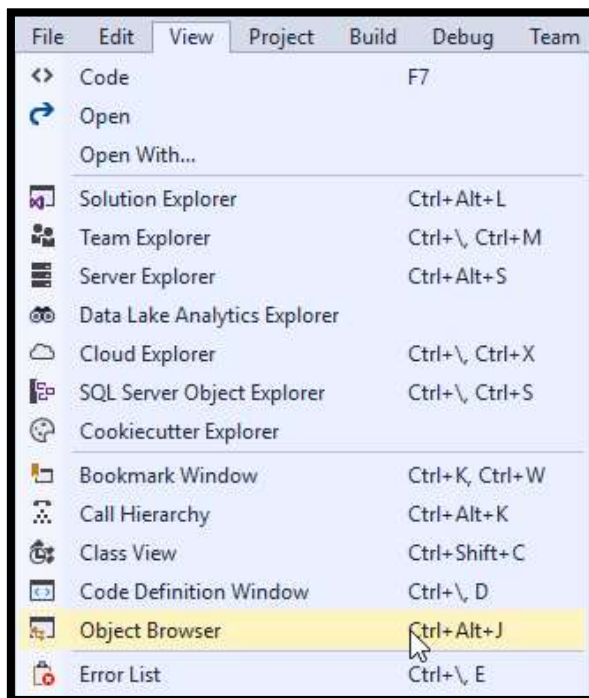 File Edit View Project Build Debug Team
Code F7
Open
Open With...
Solution Explorer Ctrl+Alt+L
Team Explorer Ctrl+\, Ctrl+M
Server Explorer Ctrl+Alt+S
Data Lake Analytics Explorer
Cloud Explorer Ctrl+\, Ctrl+X
SQL Server Object Explorer Ctrl+\, Ctrl+S
Cookiecutter Explorer
Bookmark Window Ctrl+K, Ctrl+W
Call Hierarchy Ctrl+Alt+K
Class View Ctrl+Shift+C
Code Definition Window Ctrl+\, D
Object Browser Ctrl+Alt+J
Error List Ctrl+\, E